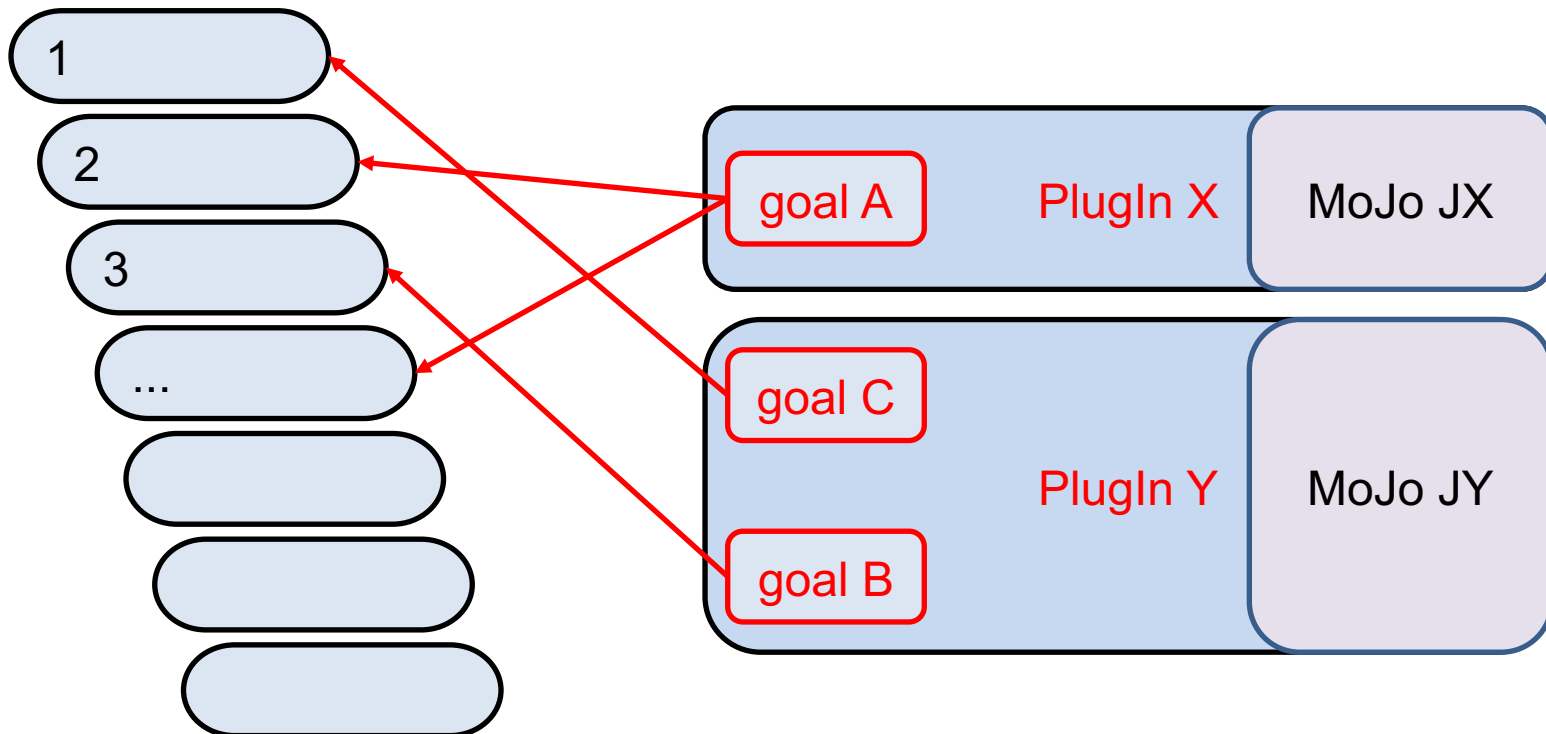 1
2
3
...
goal A
PlugIn X
MoJo JX
goal C
PlugIn Y
MoJo JY
goal B